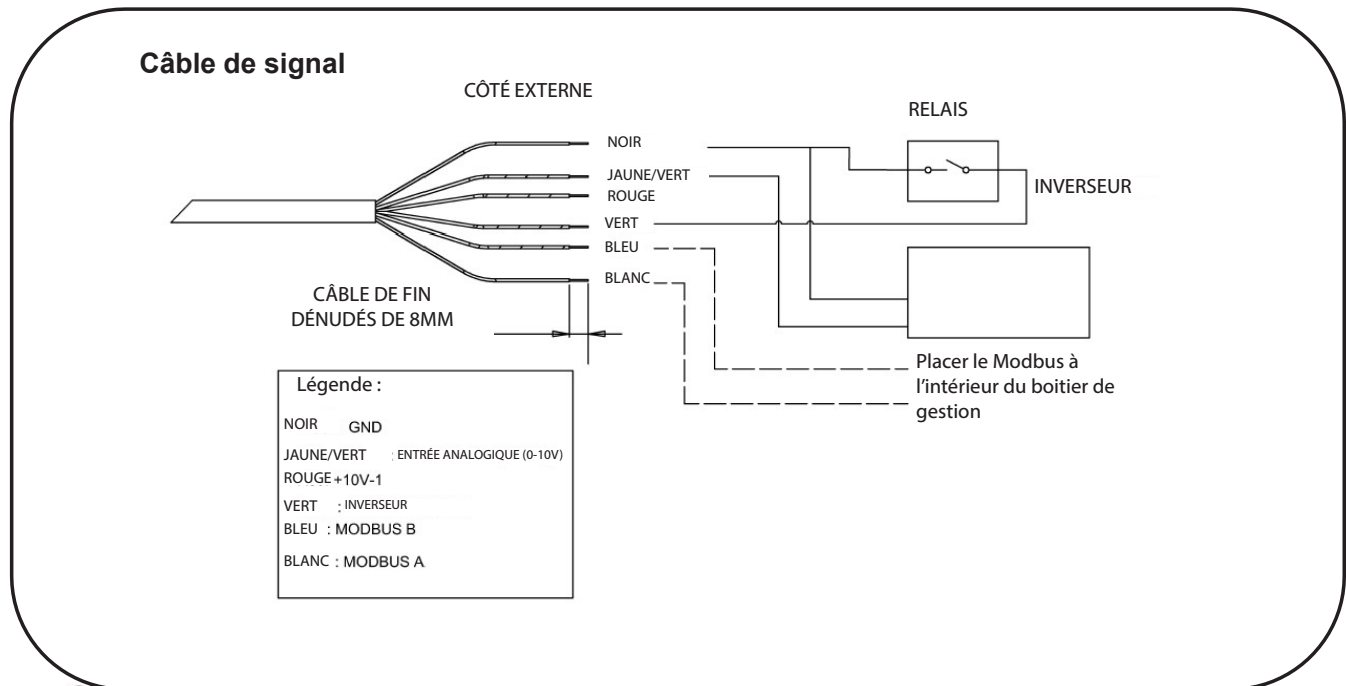 Câble de signal
CÔTÉ EXTERNE
RELAIS
NOIR
JAUNE/VERT
ROUGE
INVERSEUR
VERT
BLEU
BLANC
CÂBLE DE FIN
DÉNUDÉS DE 8MM
Placer le Modbus à
l'intérieur du boitier de
gestion
Légende :
NOIR GND
JAUNE/VERT : ENTRÉE ANALOGIQUE (0-10V)
ROUGE +10V-1
VERT : INVERSEUR
BLEU : MODBUS B
BLANC : MODBUS A